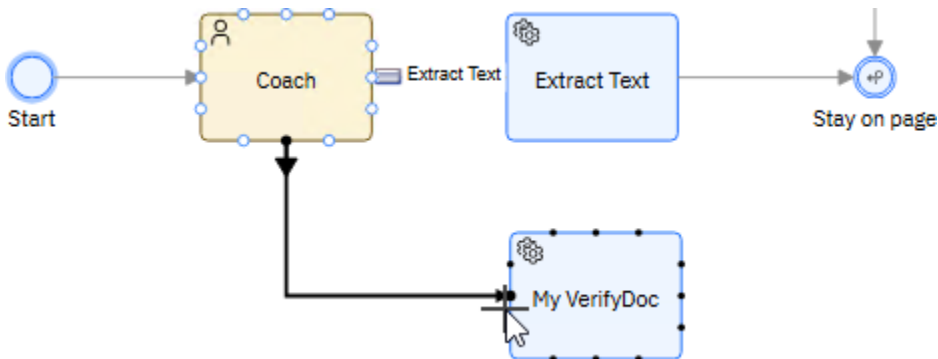 Coach
Extract Text
Extract Text
Start
Stay on page
My VerifyDoc